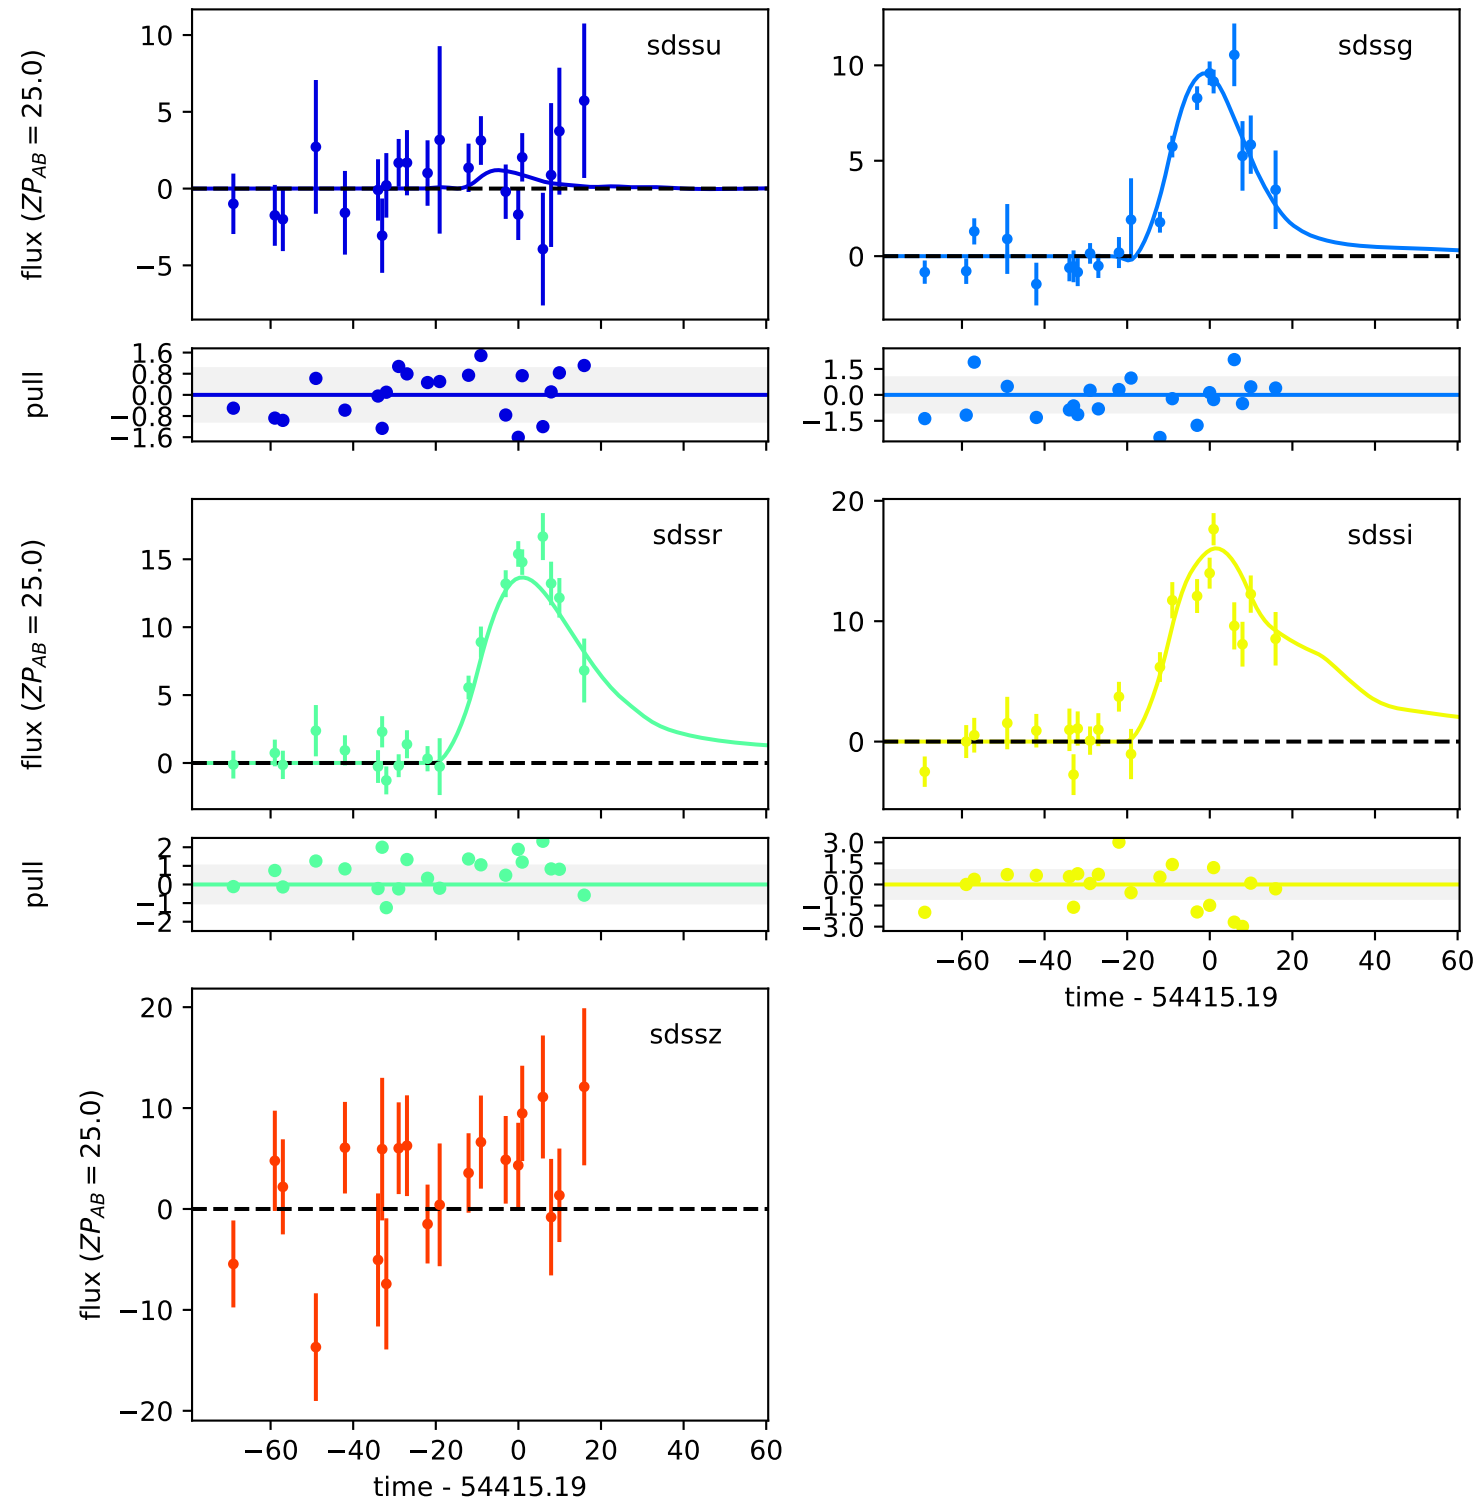 sdssu
flux (ZP_AB = 25.0)
10
5
0
−5
sdssg
10
5
0
pull
1.6
0.8
0.0
−0.8
−1.6
1.5
0.0
−1.5
sdssr
flux (ZP_AB = 25.0)
15
10
5
0
sdssi
20
10
0
pull
2
1
0
−1
−2
3.0
1.5
0.0
−1.5
−3.0
−60 −40 −20 0 20 40 60
time - 54415.19
sdssz
flux (ZP_AB = 25.0)
20
10
0
−10
−20
−60 −40 −20 0 20 40 60
time - 54415.19